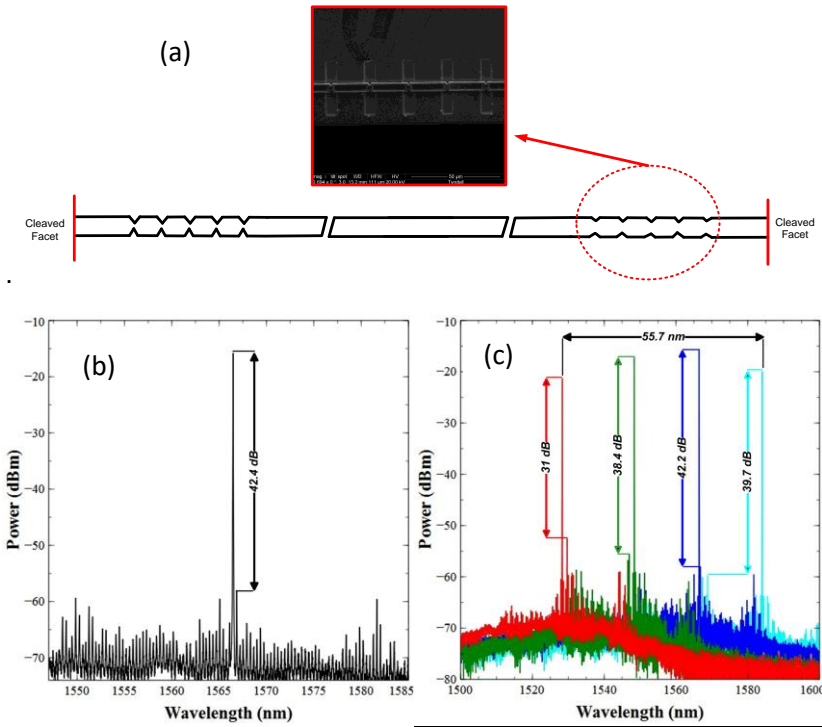 (a)
50 µm
Tyndall
Cleaved
Facet
Cleaved
Facet
.
(b)
−10
−20
−30
−40
−50
−60
−70
Power (dBm)
42.4 dB
1550 1555 1560 1565 1570 1575 1580 1585
Wavelength (nm)
(c)
−10
−20
−30
−40
−50
−60
−70
−80
Power (dBm)
55.7 nm
31 dB
38.4 dB
42.2 dB
39.7 dB
1500 1520 1540 1560 1580 1600
Wavelength (nm)